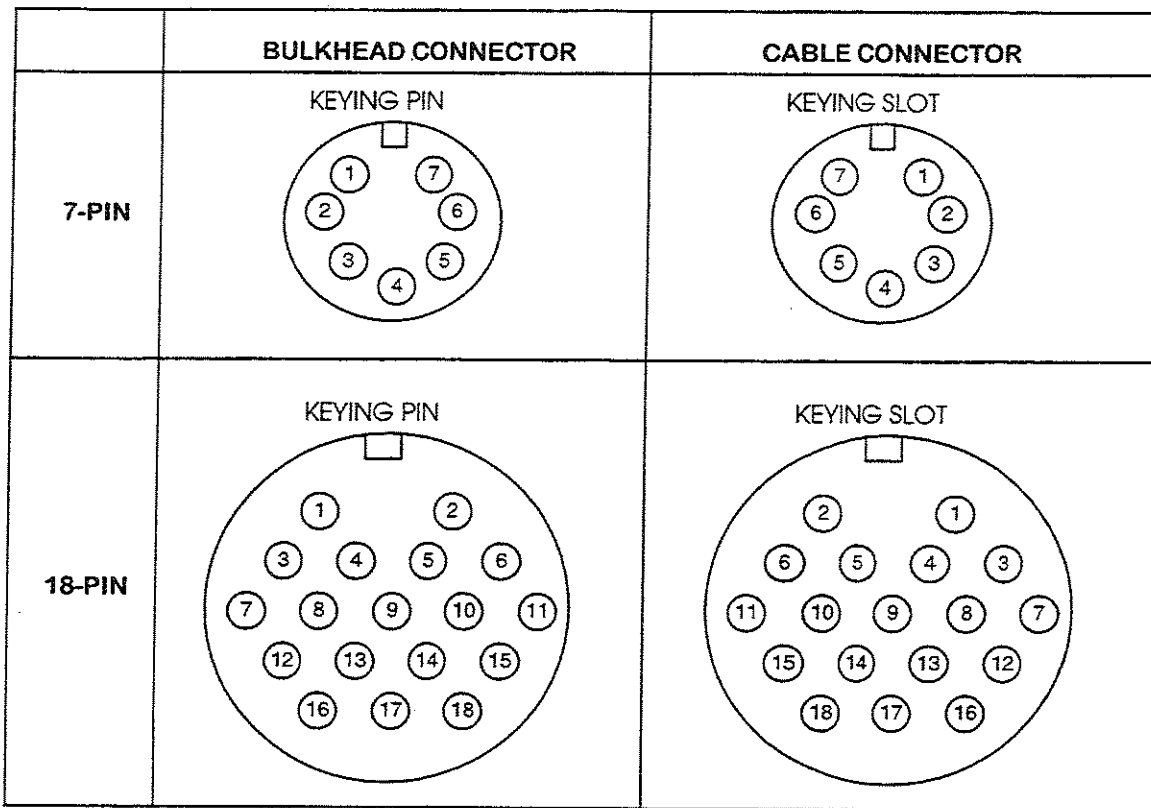 BULKHEAD CONNECTOR CABLE CONNECTOR
7-PIN
KEYING PIN
1 7
2 6
3 5
4
KEYING SLOT
7 1
6 2
5 3
4
18-PIN
KEYING PIN
1 2
3 4 5 6
7 8 9 10 11
12 13 14 15
16 17 18
KEYING SLOT
2 1
6 5 4 3
11 10 9 8 7
15 14 13 12
18 17 16